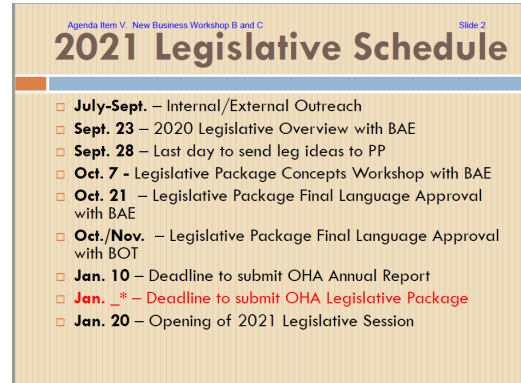 Agenda Item V. New Business Workshop B and C
Slide 2
2021 Legislative Schedule
July-Sept. – Internal/External Outreach
Sept. 23 – 2020 Legislative Overview with BAE
Sept. 28 – Last day to send leg ideas to PP
Oct. 7 - Legislative Package Concepts Workshop with BAE
Oct. 21 – Legislative Package Final Language Approval
with BAE
Oct./Nov. – Legislative Package Final Language Approval
with BOT
Jan. 10 – Deadline to submit OHA Annual Report
Jan. _* – Deadline to submit OHA Legislative Package
Jan. 20 – Opening of 2021 Legislative Session